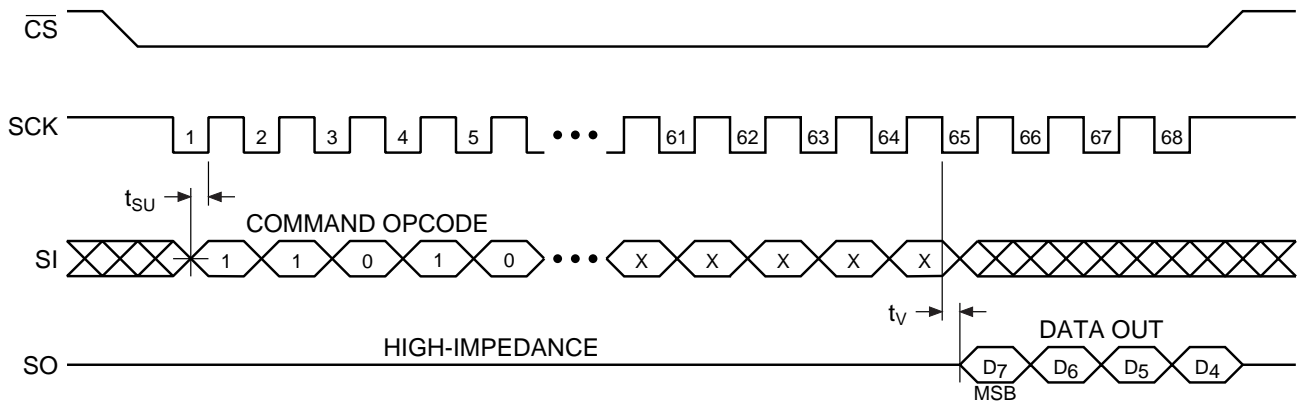 CS
SCK 1 2 3 4 5 ••• 61 62 63 64 65 66 67 68
tSU
COMMAND OPCODE
SI 1 1 0 1 0 ••• X X X X X
tV
DATA OUT
HIGH-IMPEDANCE
SO D7 D6 D5 D4
MSB